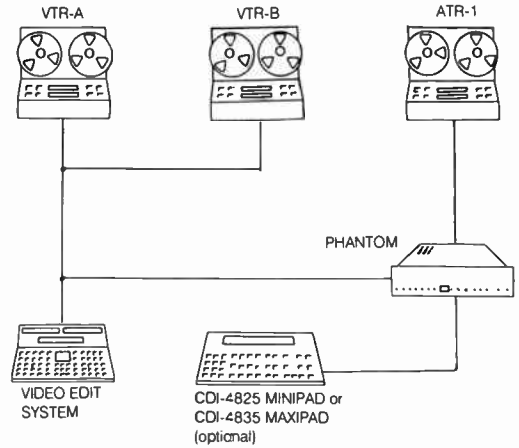 VTR-A
VTR-B
ATR-1
PHANTOM
VIDEO EDIT
SYSTEM
CDI-4825 MINIPAD or
CDI-4835 MAXIPAD
(optional)